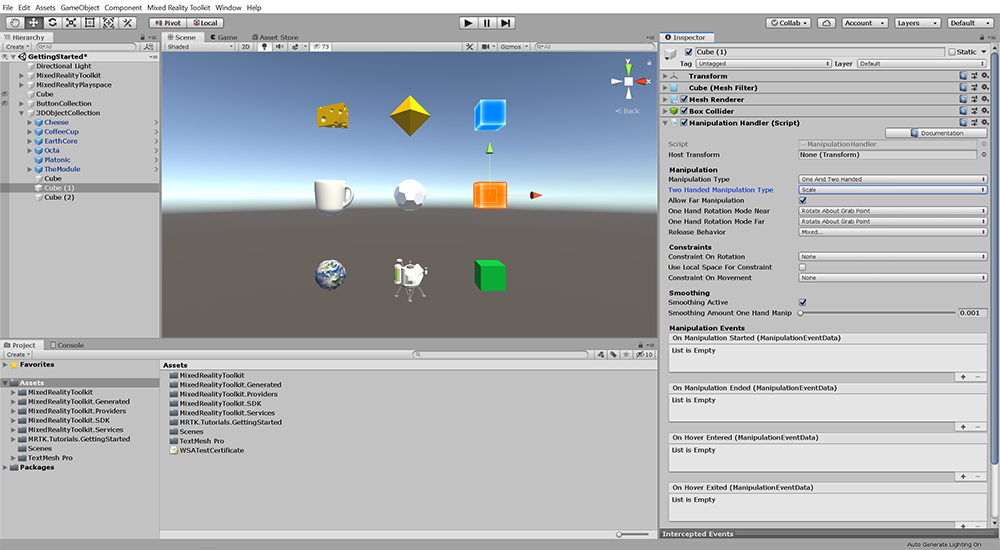 File Edit Assets GameObject Component Mixed Reality Toolkit Window Help
Pivot Local Collab Account Layers Default
Hierarchy
Create All
GettingStarted*
Directional Light
MixedRealityToolkit
MixedRealityPlayspace
Cube
ButtonCollection
3DObjectCollection
Cheese
CoffeeCup
EarthCore
Octa
Platonic
TheModule
Cube
Cube (1)
Cube (2)
Scene Game Asset Store
Shaded 2D 73 Gizmos All
y
x
Back
Inspector
Cube (1) Static
Tag Untagged Layer Default
Transform
Cube (Mesh Filter)
Mesh Renderer
Box Collider
Manipulation Handler (Script)
Documentation
Script ManipulationHandler
Host Transform None (Transform)
Manipulation
Manipulation Type One And Two Handed
Two Handed Manipulation Type Scale
Allow Far Manipulation
One Hand Rotation Mode Near Rotate About Grab Point
One Hand Rotation Mode Far Rotate About Grab Point
Release Behavior Mixed...
Constraints
Constraint On Rotation None
Use Local Space For Constraint
Constraint On Movement None
Smoothing
Smoothing Active
Smoothing Amount One Hand Manip 0.001
Manipulation Events
On Manipulation Started (ManipulationEventData)
List is Empty
On Manipulation Ended (ManipulationEventData)
List is Empty
On Hover Entered (ManipulationEventData)
List is Empty
On Hover Exited (ManipulationEventData)
List is Empty
Intercepted Events
Project Console
Create 10
Favorites
Assets
MixedRealityToolkit
MixedRealityToolkit.Generated
MixedRealityToolkit.Providers
MixedRealityToolkit.SDK
MixedRealityToolkit.Services
MRTK.Tutorials.GettingStarted
Scenes
TextMesh Pro
Packages
Assets
MixedRealityToolkit
MixedRealityToolkit.Generated
MixedRealityToolkit.Providers
MixedRealityToolkit.SDK
MixedRealityToolkit.Services
MRTK.Tutorials.GettingStarted
Scenes
TextMesh Pro
WSATestCertificate
Auto Generate Lighting On